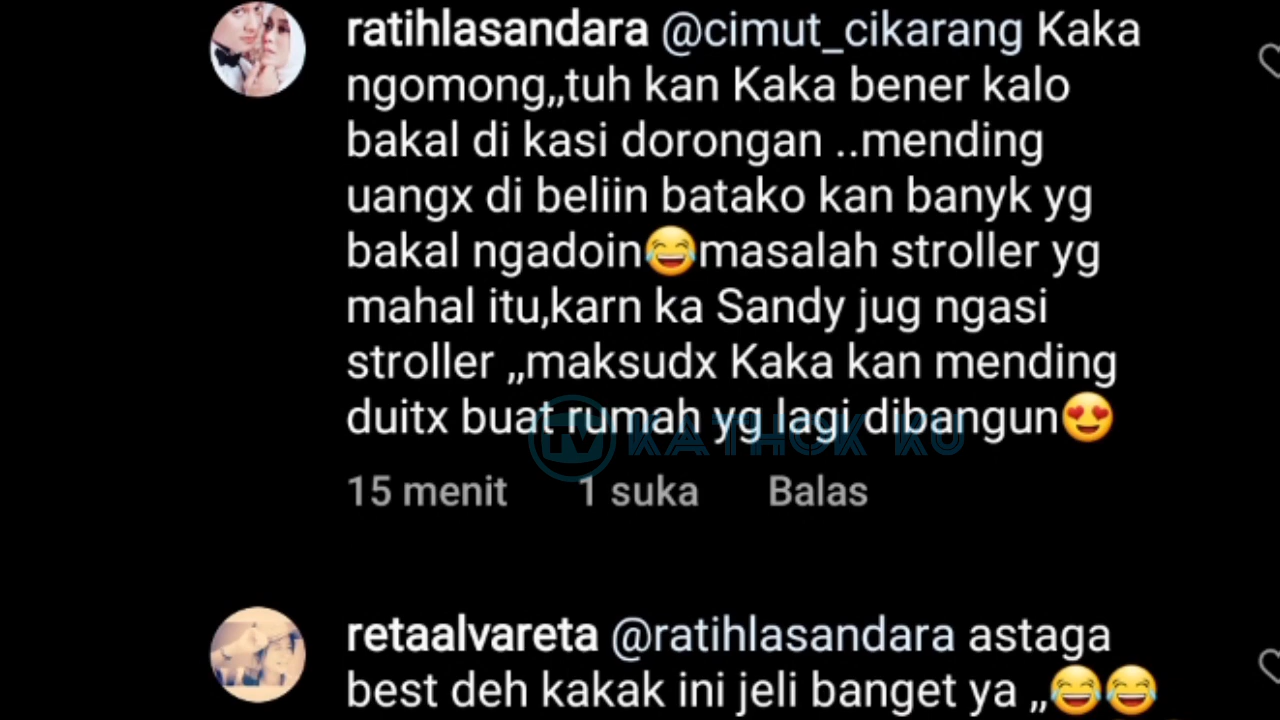 ratihlasandara @cimut_cikarang Kaka
ngomong,,tuh kan Kaka bener kalo
bakal di kasi dorongan ..mending
uangx di beliin batako kan banyk yg
bakal ngadoin😂masalah stroller yg
mahal itu,karn ka Sandy jug ngasi
stroller ,,maksudx Kaka kan mending
duitx buat rumah yg lagi dibangun😍
TV KATHOK KU
15 menit 1 suka Balas
retaalvareta @ratihlasandara astaga
best deh kakak ini jeli banget ya ,,😂😂